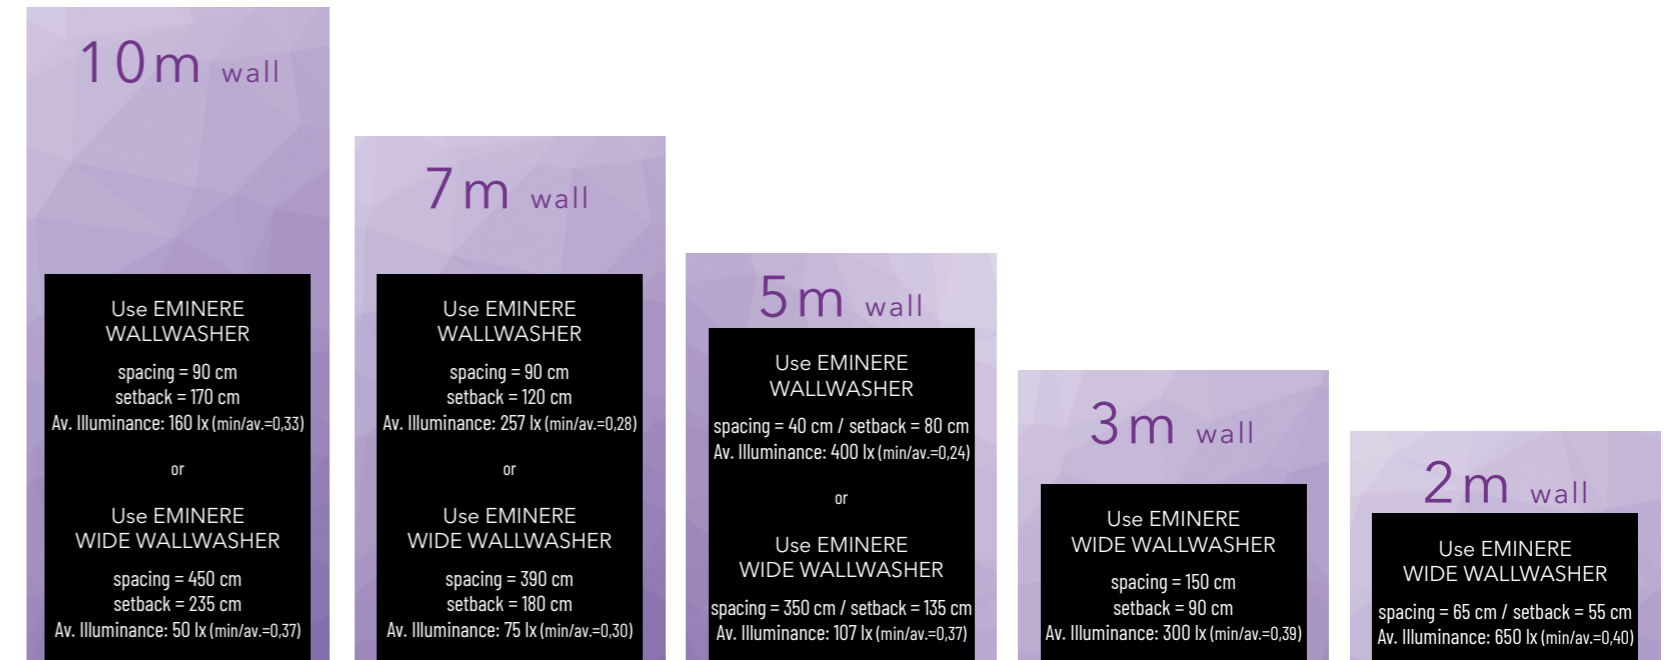 10m wall
Use EMINERE
WALLWASHER
spacing = 90 cm
setback = 170 cm
Av. Illuminance: 160 lx (min/av.=0,33)
or
Use EMINERE
WIDE WALLWASHER
spacing = 450 cm
setback = 235 cm
Av. Illuminance: 50 lx (min/av.=0,37)
7m wall
Use EMINERE
WALLWASHER
spacing = 90 cm
setback = 120 cm
Av. Illuminance: 257 lx (min/av.=0,28)
or
Use EMINERE
WIDE WALLWASHER
spacing = 390 cm
setback = 180 cm
Av. Illuminance: 75 lx (min/av.=0,30)
5m wall
Use EMINERE
WALLWASHER
spacing = 40 cm / setback = 80 cm
Av. Illuminance: 400 lx (min/av.=0,24)
or
Use EMINERE
WIDE WALLWASHER
spacing = 350 cm / setback = 135 cm
Av. Illuminance: 107 lx (min/av.=0,37)
3m wall
Use EMINERE
WIDE WALLWASHER
spacing = 150 cm
setback = 90 cm
Av. Illuminance: 300 lx (min/av.=0,39)
2m wall
Use EMINERE
WIDE WALLWASHER
spacing = 65 cm / setback = 55 cm
Av. Illuminance: 650 lx (min/av.=0,40)